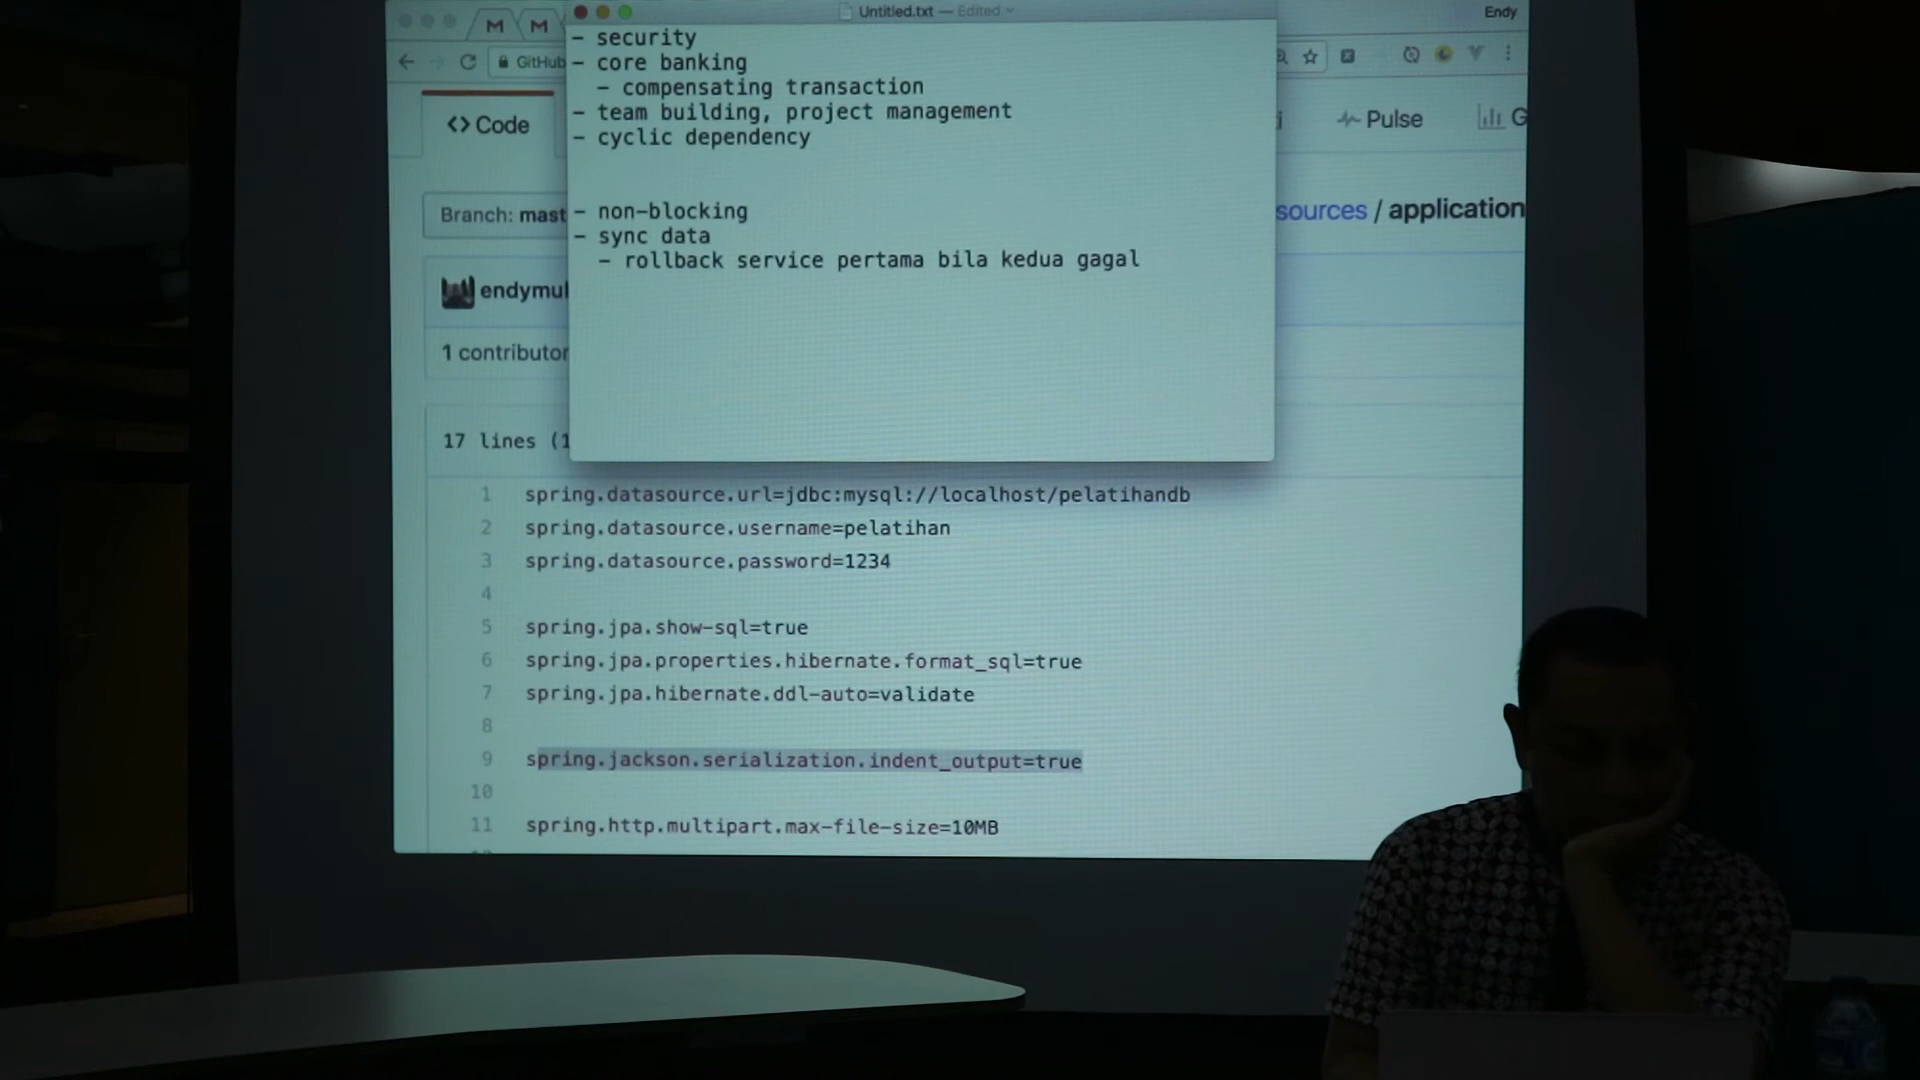 Untitled.txt — Edited
Endy
GitHub
- security
- core banking
- compensating transaction
- team building, project management
- cyclic dependency
- non-blocking
- sync data
- rollback service pertama bila kedua gagal
<> Code
Pulse
G
Branch: mast
sources / application
endymul
1 contributor
17 lines (1
1 spring.datasource.url=jdbc:mysql://localhost/pelatihandb
2 spring.datasource.username=pelatihan
3 spring.datasource.password=1234
4
5 spring.jpa.show-sql=true
6 spring.jpa.properties.hibernate.format_sql=true
7 spring.jpa.hibernate.ddl-auto=validate
8
9 spring.jackson.serialization.indent_output=true
10
11 spring.http.multipart.max-file-size=10MB